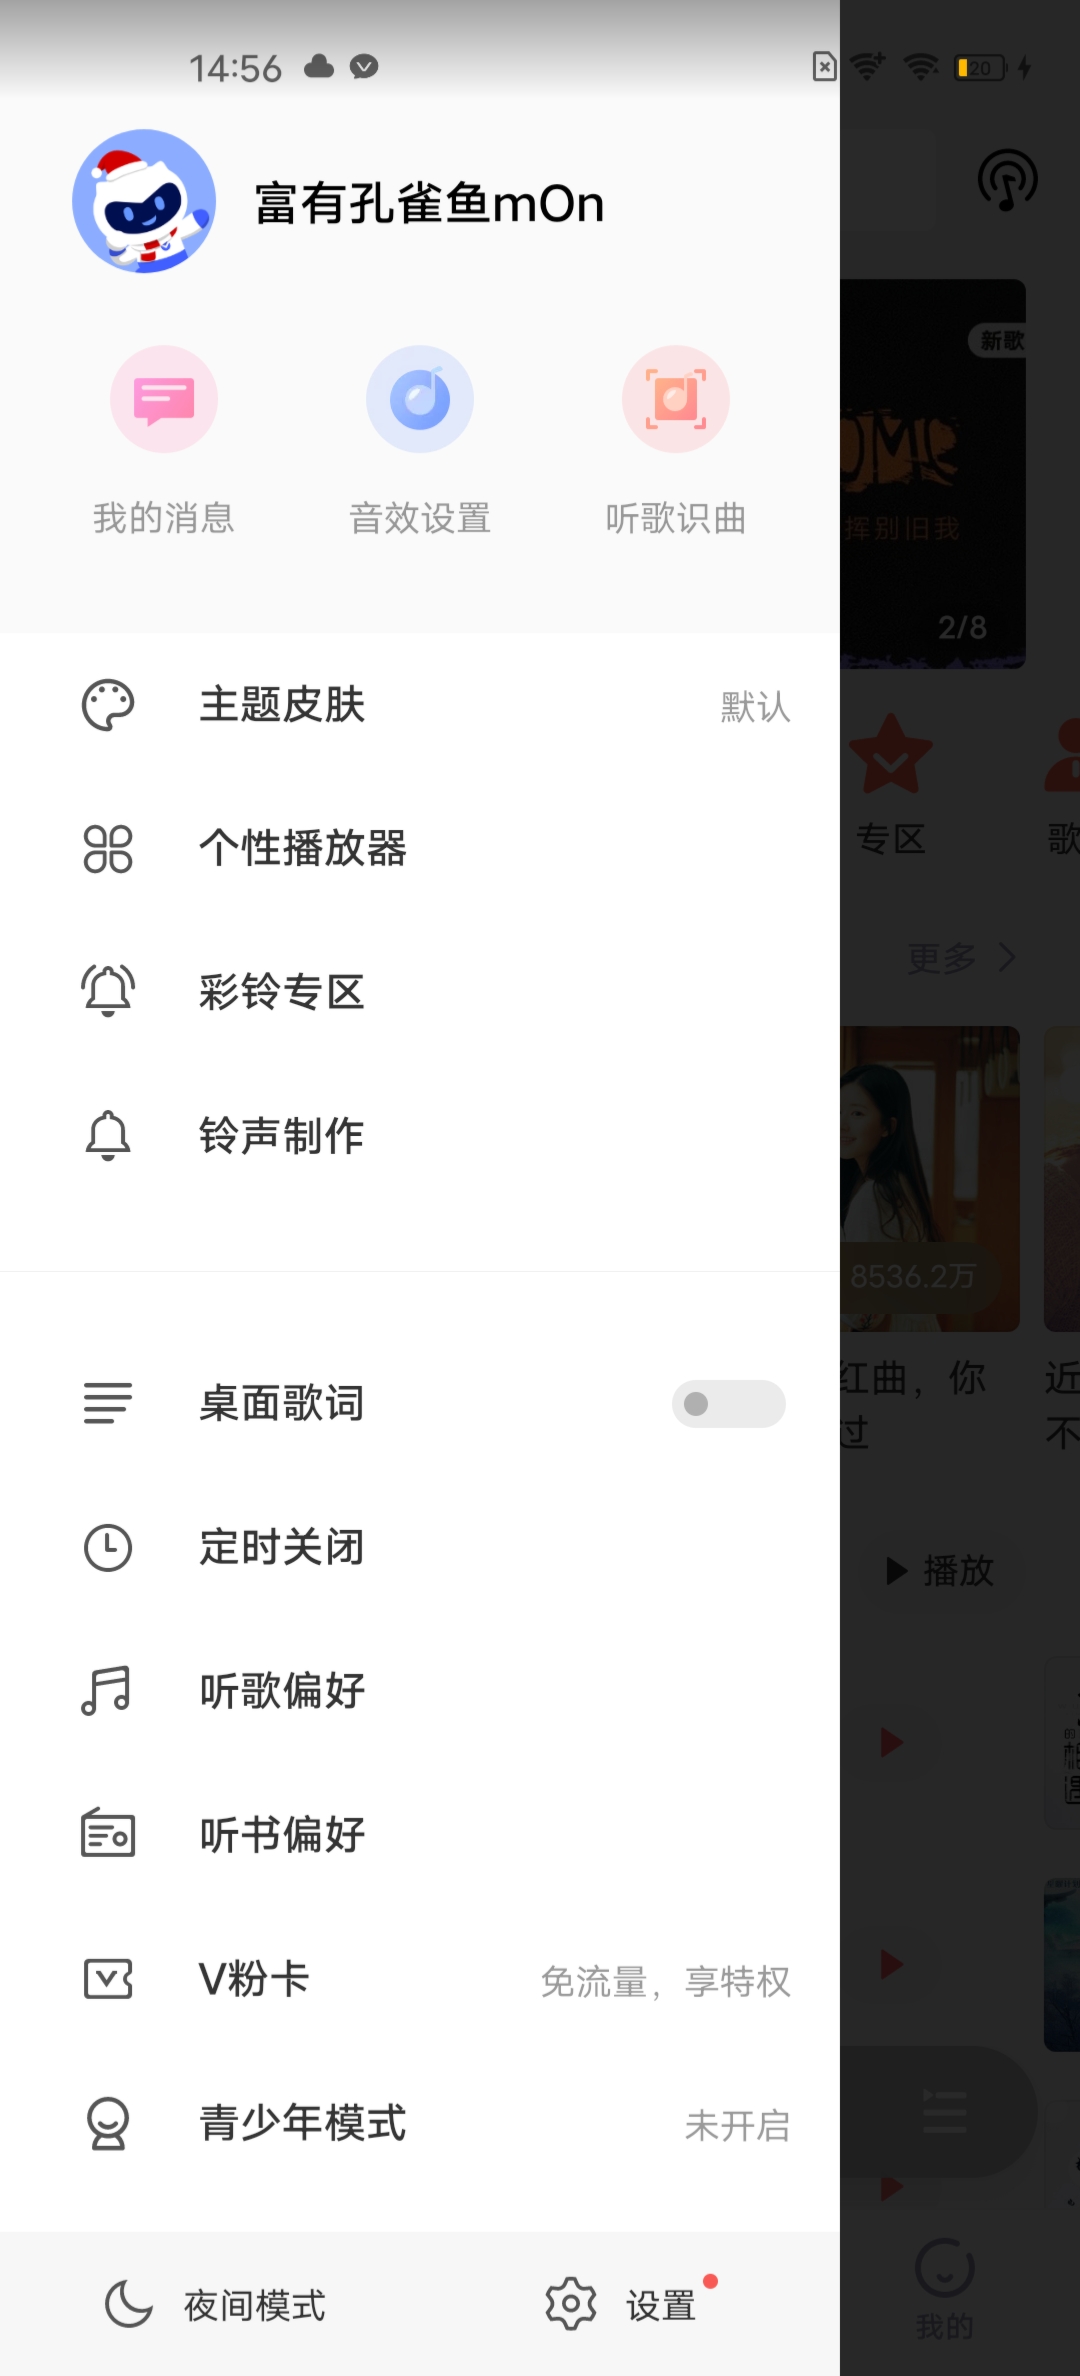 14:56
20
富有孔雀鱼mOn
我的消息
音效设置
听歌识曲
新歌
挥别旧我
2/8
主题皮肤
默认
专区
歌
个性播放器
更多
彩铃专区
铃声制作
8536.2万
红曲，你
过
近
不
桌面歌词
定时关闭
播放
听歌偏好
听书偏好
V粉卡
免流量，享特权
青少年模式
未开启
夜间模式
设置
我的